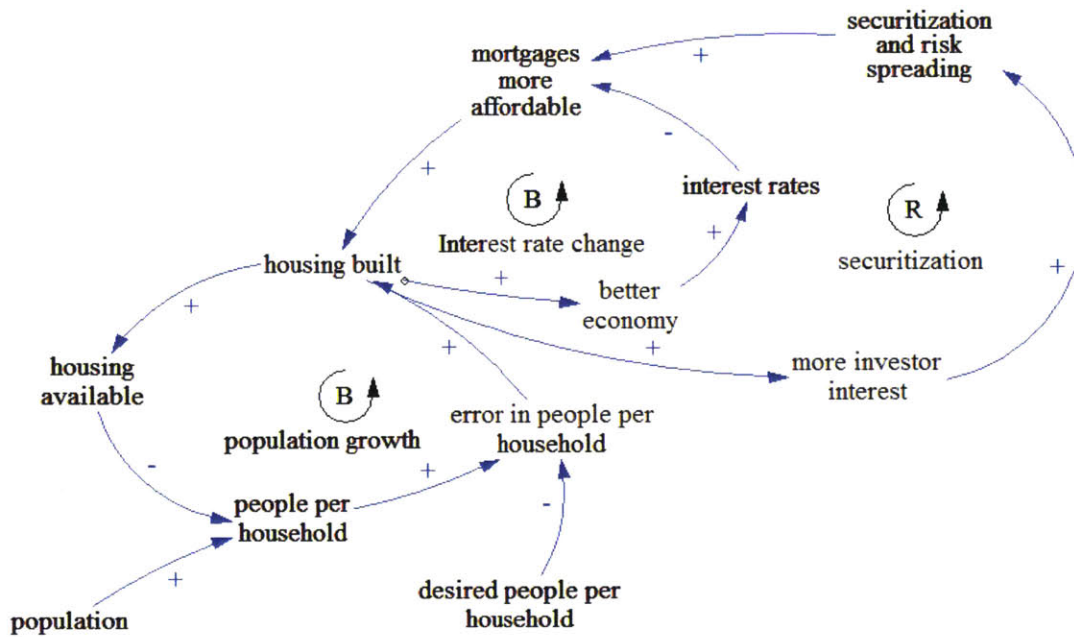 securitization
and risk
spreading
mortgages
more
affordable
+
-
+
interest rates
B
R
Interest rate change
+
securitization
housing built
+
+
better
economy
+
+
+
housing
available
more investor
interest
B
error in people per
household
population growth
-
+
-
people per
household
+
desired people per
household
population